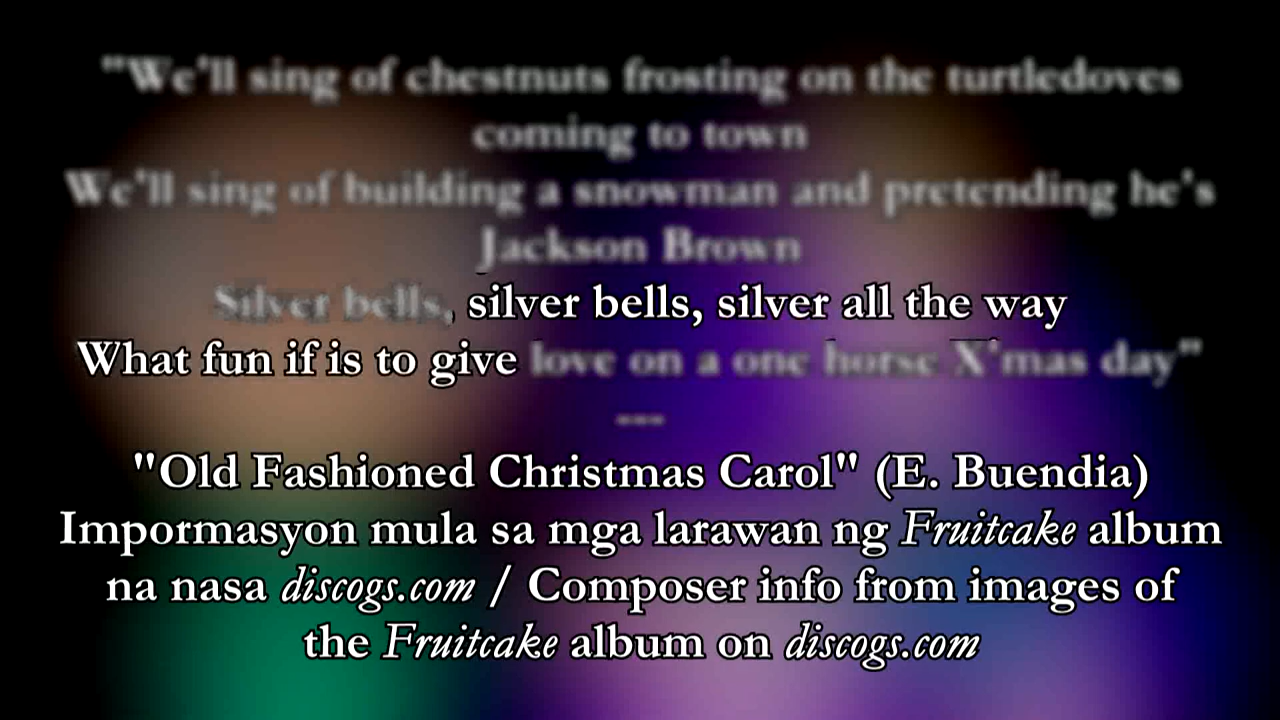 "We'll sing of chestnuts frosting on the turtledoves
coming to town
We'll sing of building a snowman and pretending he's
Jackson Brown
Silver bells, silver bells, silver all the way
What fun if is to give love on a one horse X'mas day"
---
"Old Fashioned Christmas Carol" (E. Buendia)
Impormasyon mula sa mga larawan ng Fruitcake album
na nasa discogs.com / Composer info from images of
the Fruitcake album on discogs.com